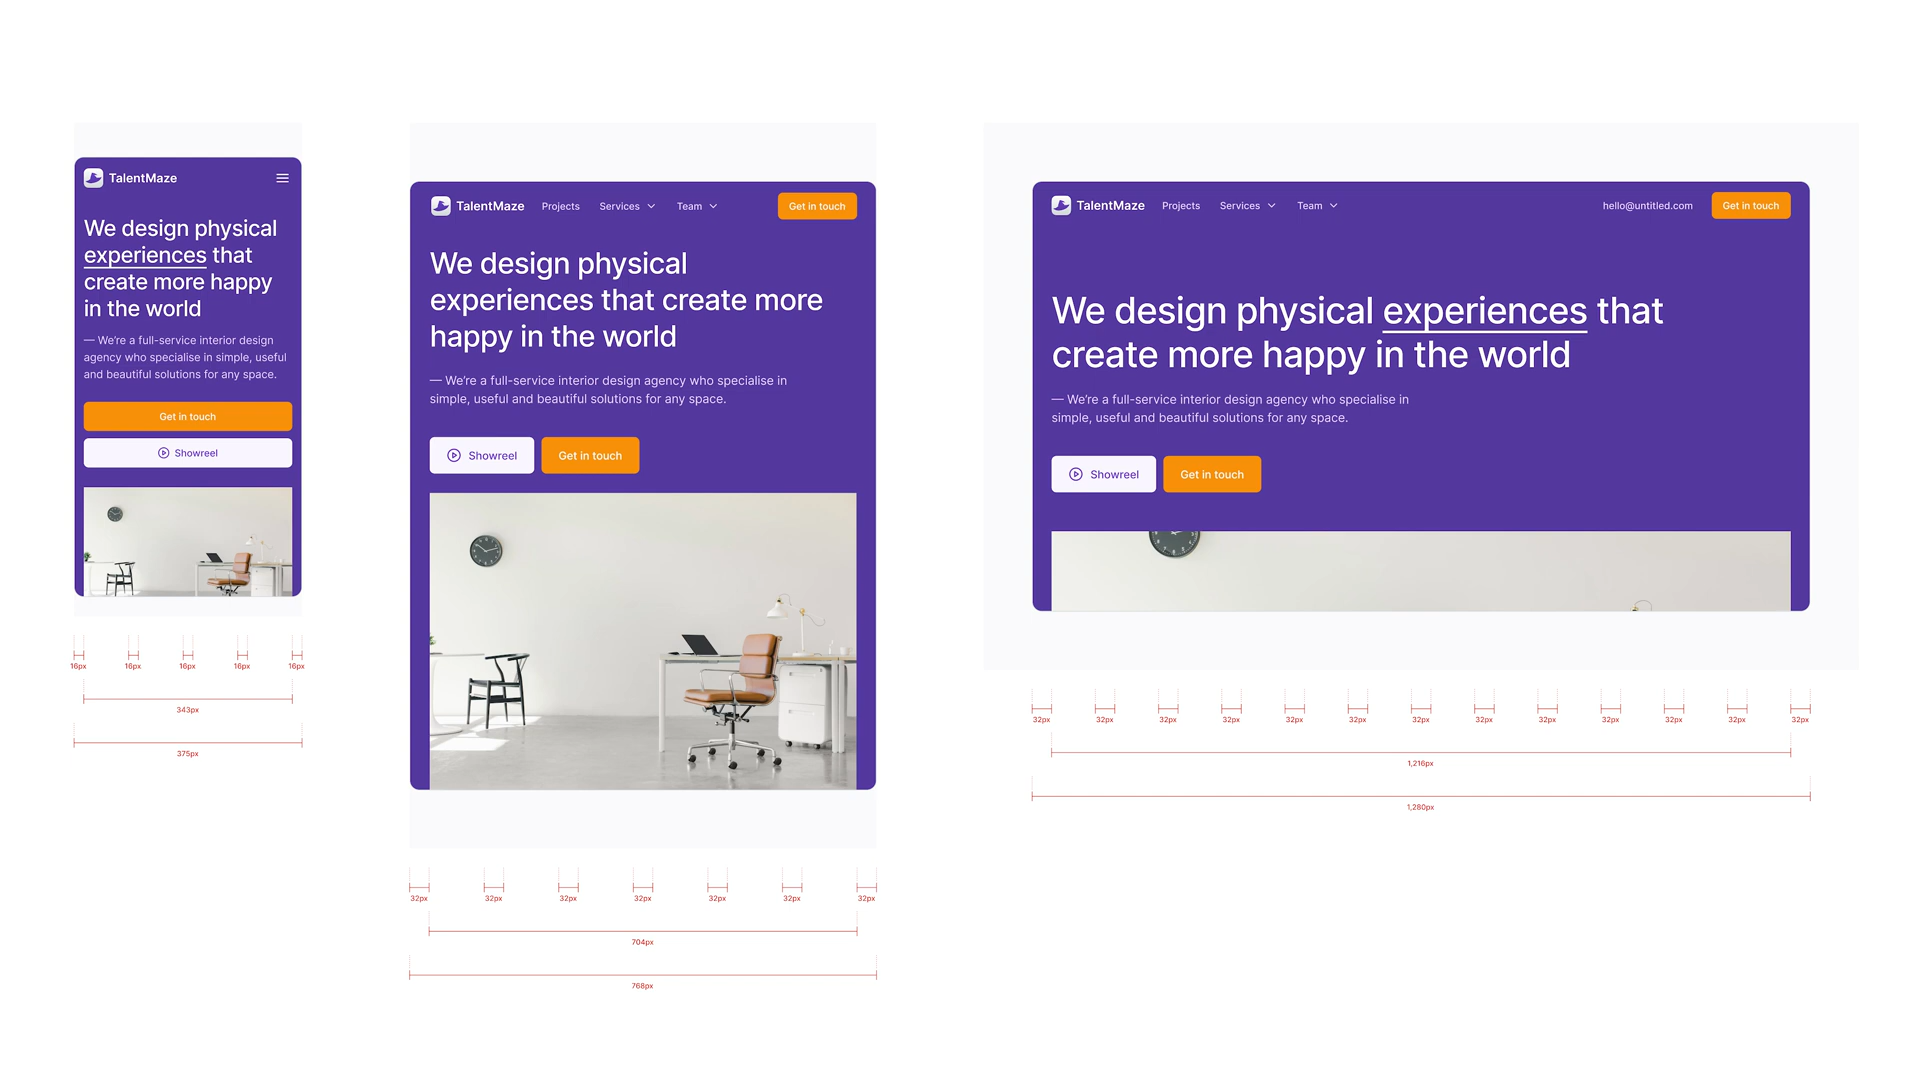 TalentMaze
We design physical
experiences that
create more happy
in the world
— We’re a full-service interior design
agency who specialise in simple, useful
and beautiful solutions for any space.
Get in touch
Showreel
16px 16px 16px 16px 16px
343px
375px
TalentMaze Projects Services Team Get in touch
We design physical
experiences that create more
happy in the world
— We’re a full-service interior design agency who specialise in
simple, useful and beautiful solutions for any space.
Showreel Get in touch
32px 32px 32px 32px 32px 32px 32px
704px
768px
TalentMaze Projects Services Team hello@untitled.com Get in touch
We design physical experiences that
create more happy in the world
— We’re a full-service interior design agency who specialise in
simple, useful and beautiful solutions for any space.
Showreel Get in touch
32px 32px 32px 32px 32px 32px 32px 32px 32px 32px 32px 32px 32px
1,216px
1,280px